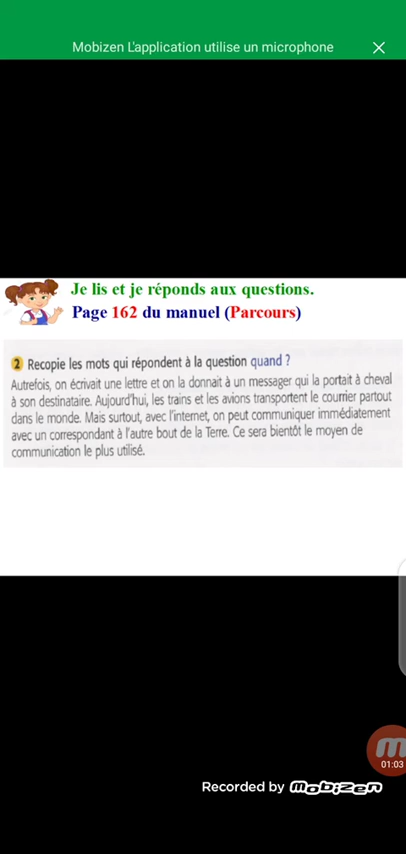 Mobizen L'application utilise un microphone
Je lis et je réponds aux questions.
Page 162 du manuel (Parcours)
2 Recopie les mots qui répondent à la question quand ?
Autrefois, on écrivait une lettre et on la donnait à un messager qui la portait à cheval
à son destinataire. Aujourd'hui, les trains et les avions transportent le courrier partout
dans le monde. Mais surtout, avec l'internet, on peut communiquer immédiatement
avec un correspondant à l'autre bout de la Terre. Ce sera bientôt le moyen de
communication le plus utilisé.
01:03
Recorded by Mobizen